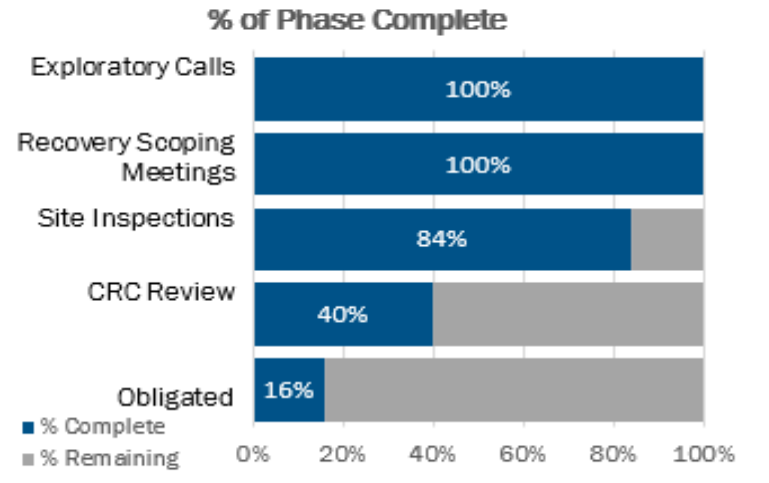 % of Phase Complete
Exploratory Calls
100%
Recovery Scoping
Meetings
100%
Site Inspections
84%
CRC Review
40%
Obligated
16%
% Complete
% Remaining
0% 20% 40% 60% 80% 100%